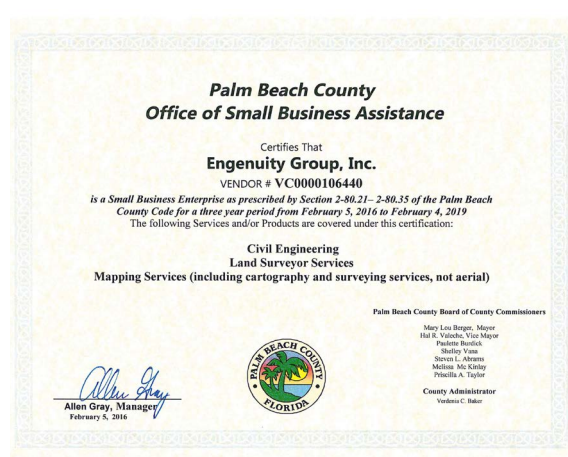 Palm Beach County
Office of Small Business Assistance
Certifies That
Engenuity Group, Inc.
VENDOR # VC0000106440
is a Small Business Enterprise as prescribed by Section 2-80.21– 2-80.35 of the Palm Beach
County Code for a three year period from February 5, 2016 to February 4, 2019
The following Services and/or Products are covered under this certification:
Civil Engineering
Land Surveyor Services
Mapping Services (including cartography and surveying services, not aerial)
Palm Beach County Board of County Commissioners
Mary Lou Berger, Mayor
Hal R. Valeche, Vice Mayor
Paulette Burdick
Shelley Vana
Steven L. Abrams
Melissa Mc Kinlay
Priscilla A. Taylor
County Administrator
Verdenia C. Baker
PALM BEACH COUNTY
FLORIDA
Allen Gray
Allen Gray, Manager
February 5, 2016